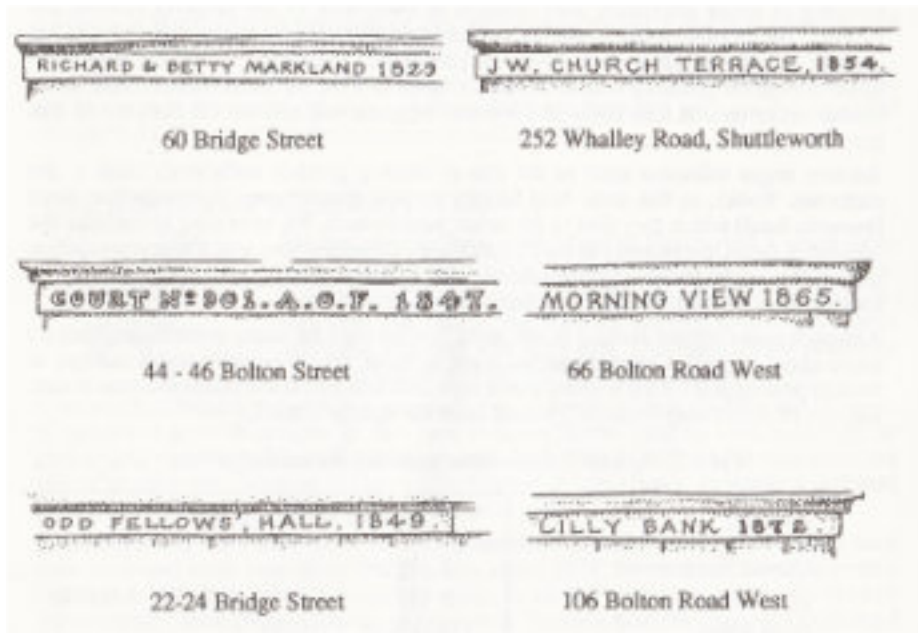 RICHARD & BETTY MARKLAND 1829
60 Bridge Street
J W. CHURCH TERRACE, 1854.
252 Whalley Road, Shuttleworth
COURT Nº 901. A.O.F. 1847.
44 - 46 Bolton Street
MORNING VIEW 1865.
66 Bolton Road West
ODD FELLOWS', HALL, 1849.
22-24 Bridge Street
LILLY BANK 1872.
106 Bolton Road West